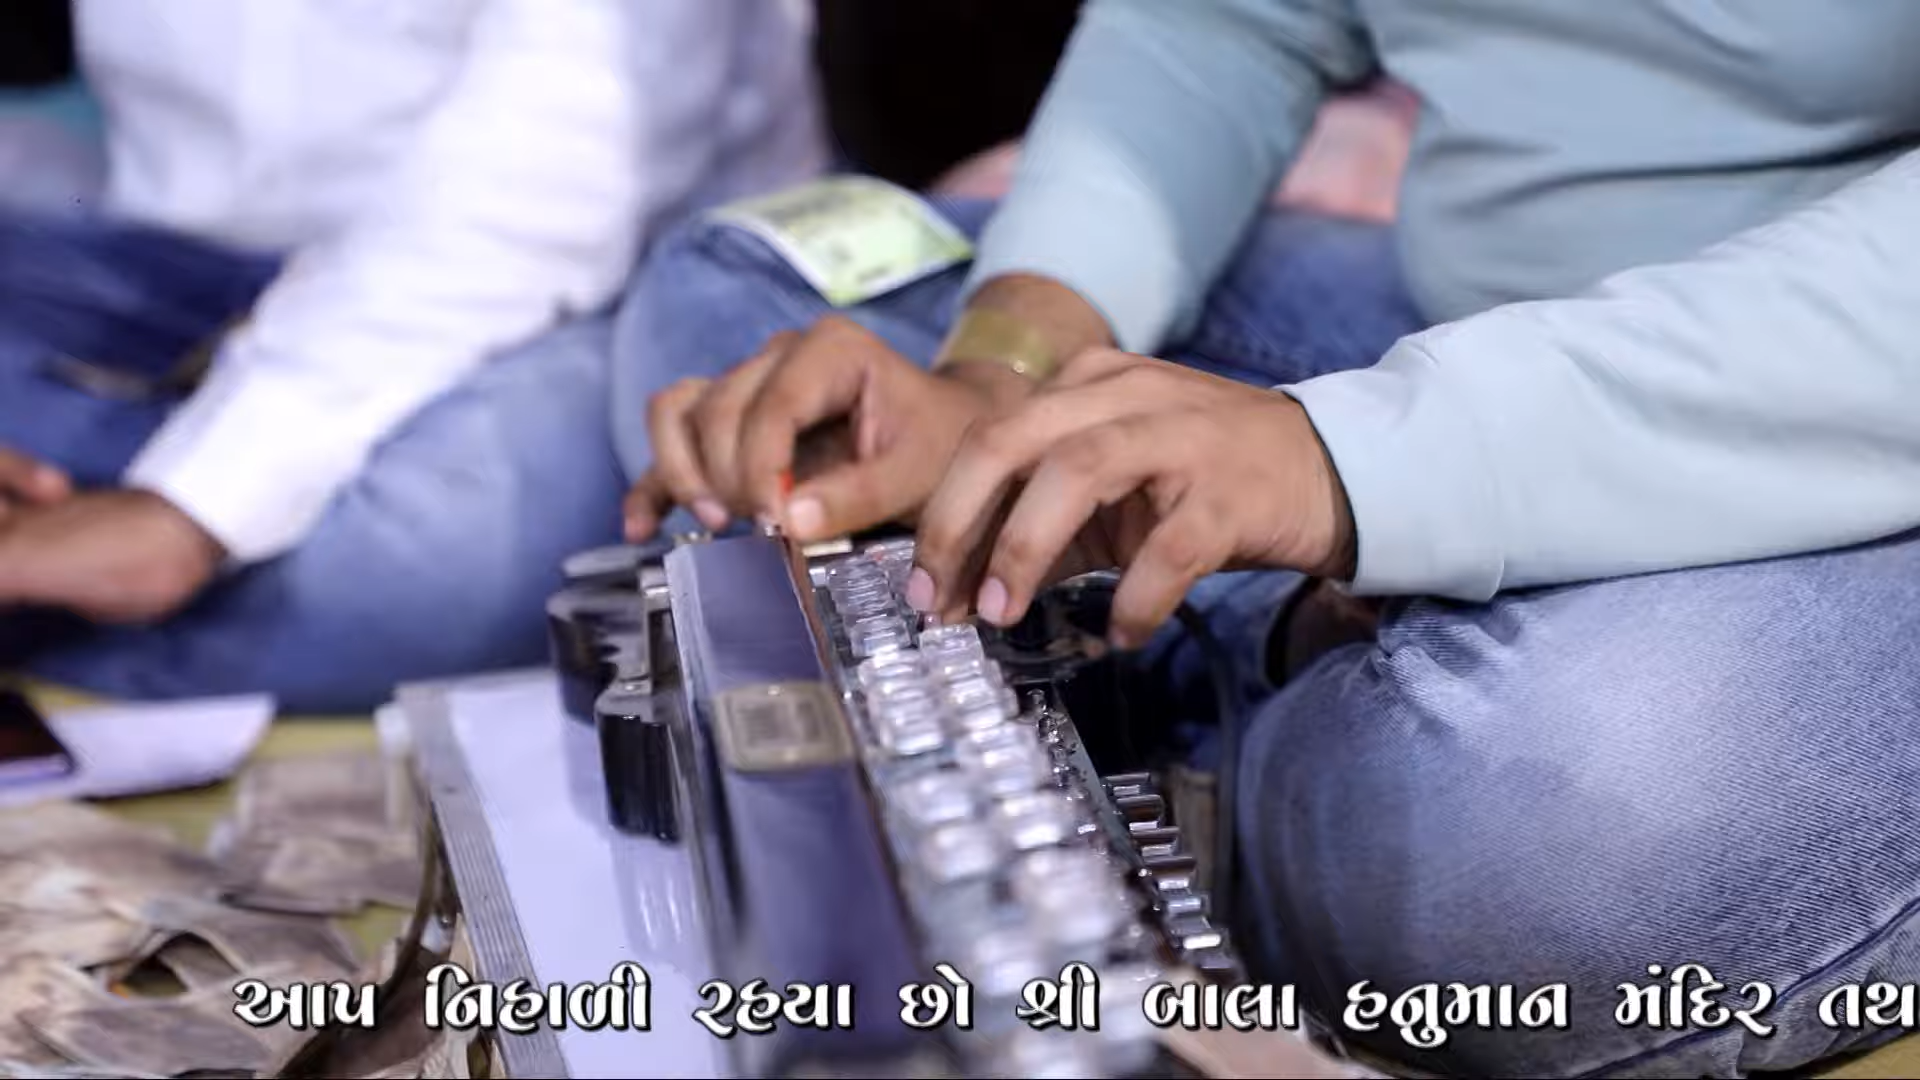 આપ નિહાળી રહયા છો શ્રી બાલા હનુમાન મંદિર તથા